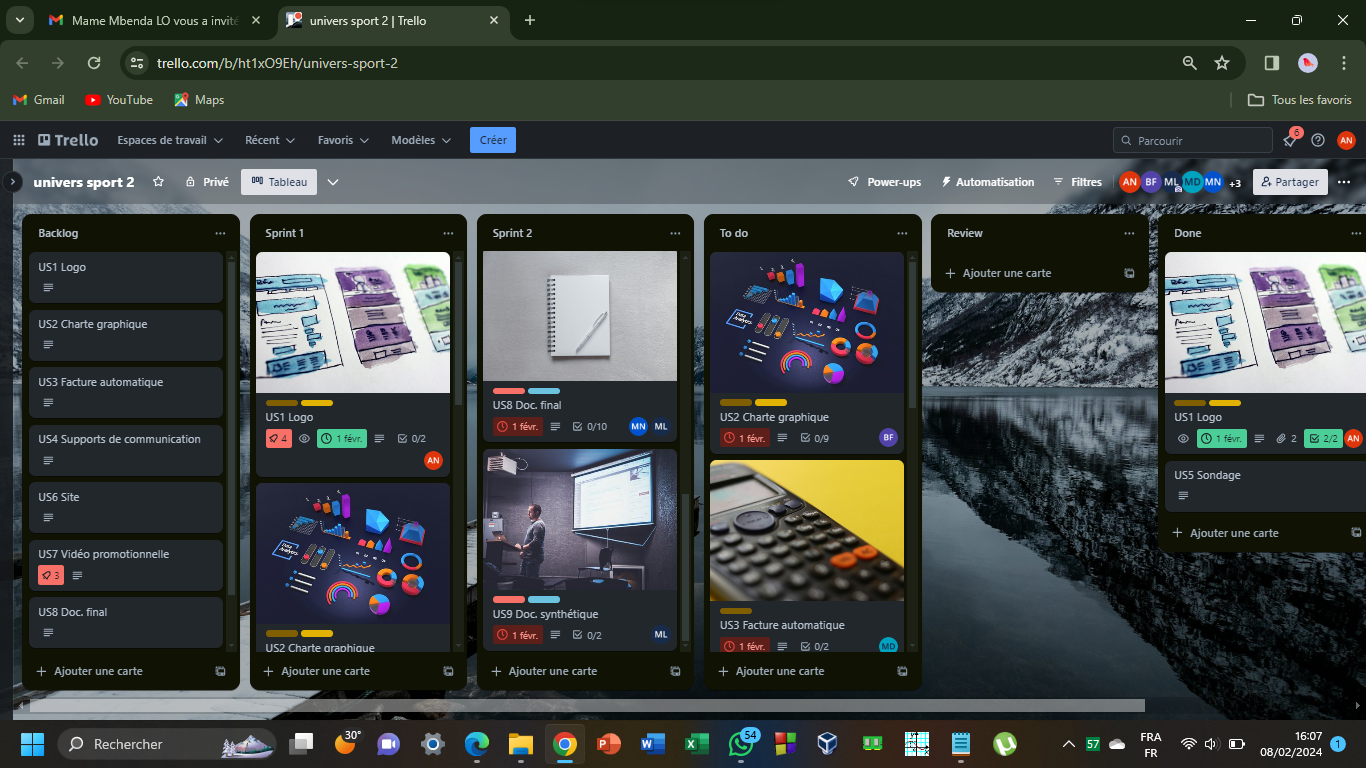 Mame Mbenda LO vous a invité
univers sport 2 | Trello
trello.com/b/ht1xO9Eh/univers-sport-2
Gmail
YouTube
Maps
Tous les favoris
Trello
Espaces de travail
Récent
Favoris
Modèles
Créer
Parcourir
6
AN
univers sport 2
Privé
Tableau
Power-ups
Automatisation
Filtres
AN
BF
ML
MD
MN
+3
Partager
Backlog
US1 Logo
US2 Charte graphique
US3 Facture automatique
US4 Supports de communication
US6 Site
US7 Vidéo promotionnelle
3
US8 Doc. final
Ajouter une carte
Sprint 1
US1 Logo
4
1 févr.
0/2
AN
US2 Charte graphique
Ajouter une carte
Sprint 2
US8 Doc. final
1 févr.
0/10
MN
ML
US9 Doc. synthétique
1 févr.
0/2
ML
Ajouter une carte
To do
US2 Charte graphique
1 févr.
0/9
BF
US3 Facture automatique
1 févr.
0/2
MD
Ajouter une carte
Review
Ajouter une carte
Done
US1 Logo
1 févr.
2
2/2
AN
US5 Sondage
Ajouter une carte
Rechercher
30°
54
57
FRA
FR
16:07
08/02/2024
1